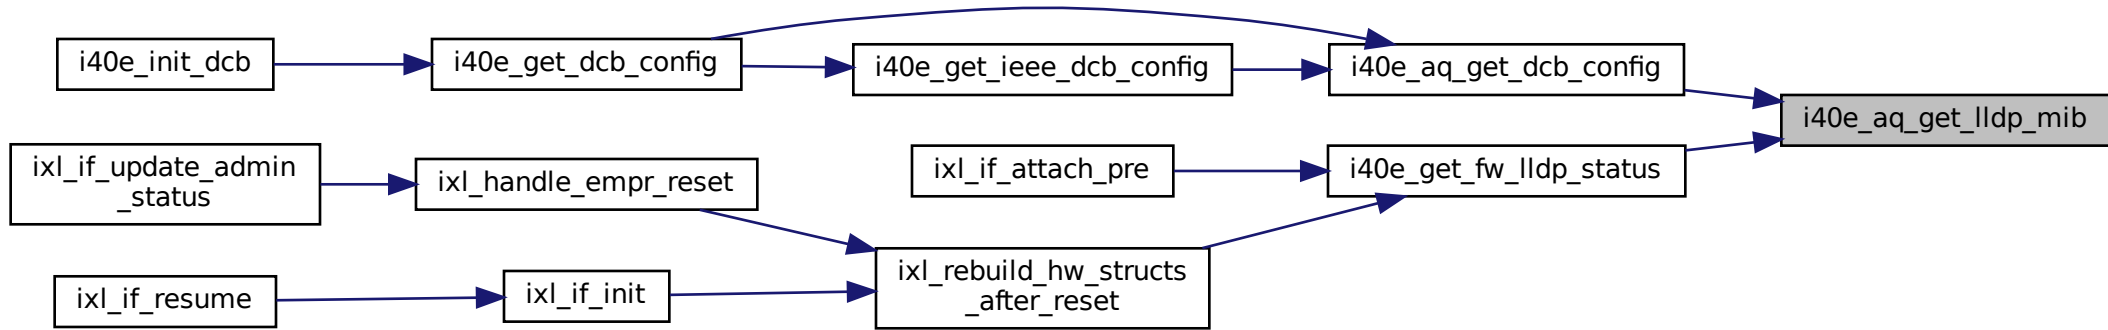 i40e_init_dcb
i40e_get_dcb_config
i40e_get_ieee_dcb_config
i40e_aq_get_dcb_config
i40e_aq_get_lldp_mib
ixl_if_update_admin
_status
ixl_handle_empr_reset
ixl_if_attach_pre
i40e_get_fw_lldp_status
ixl_if_resume
ixl_if_init
ixl_rebuild_hw_structs
_after_reset